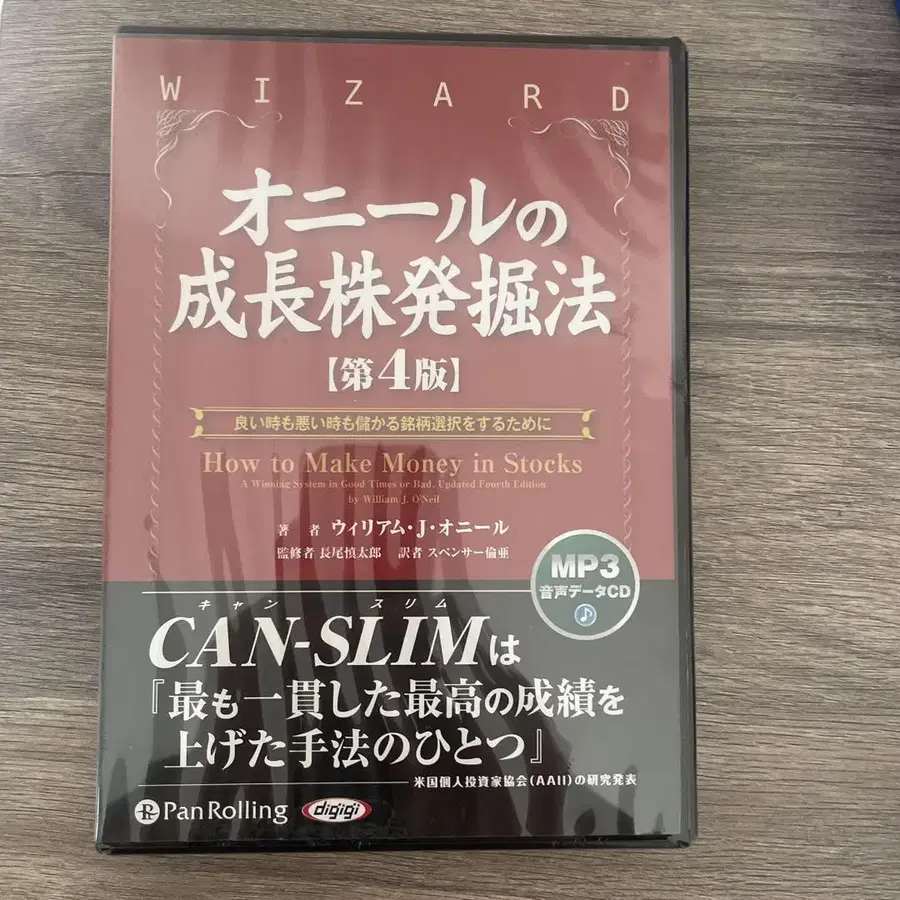 WIZARD
オニールの
成長株発掘法
【第4版】
良い時も悪い時も儲かる銘柄選択をするために
How to Make Money in Stocks
A Winning System in Good Times or Bad, Updated Fourth Edition
by William J. O'Neil
著 者 ウィリアム・J・オニール
監修者 長尾慎太郎 訳者 スペンサー倫亜
MP3
音声データCD
キャン スリム
CAN-SLIMは
『最も一貫した最高の成績を
上げた手法のひとつ』
米国個人投資家協会(AAII)の研究発表
PanRolling digigi